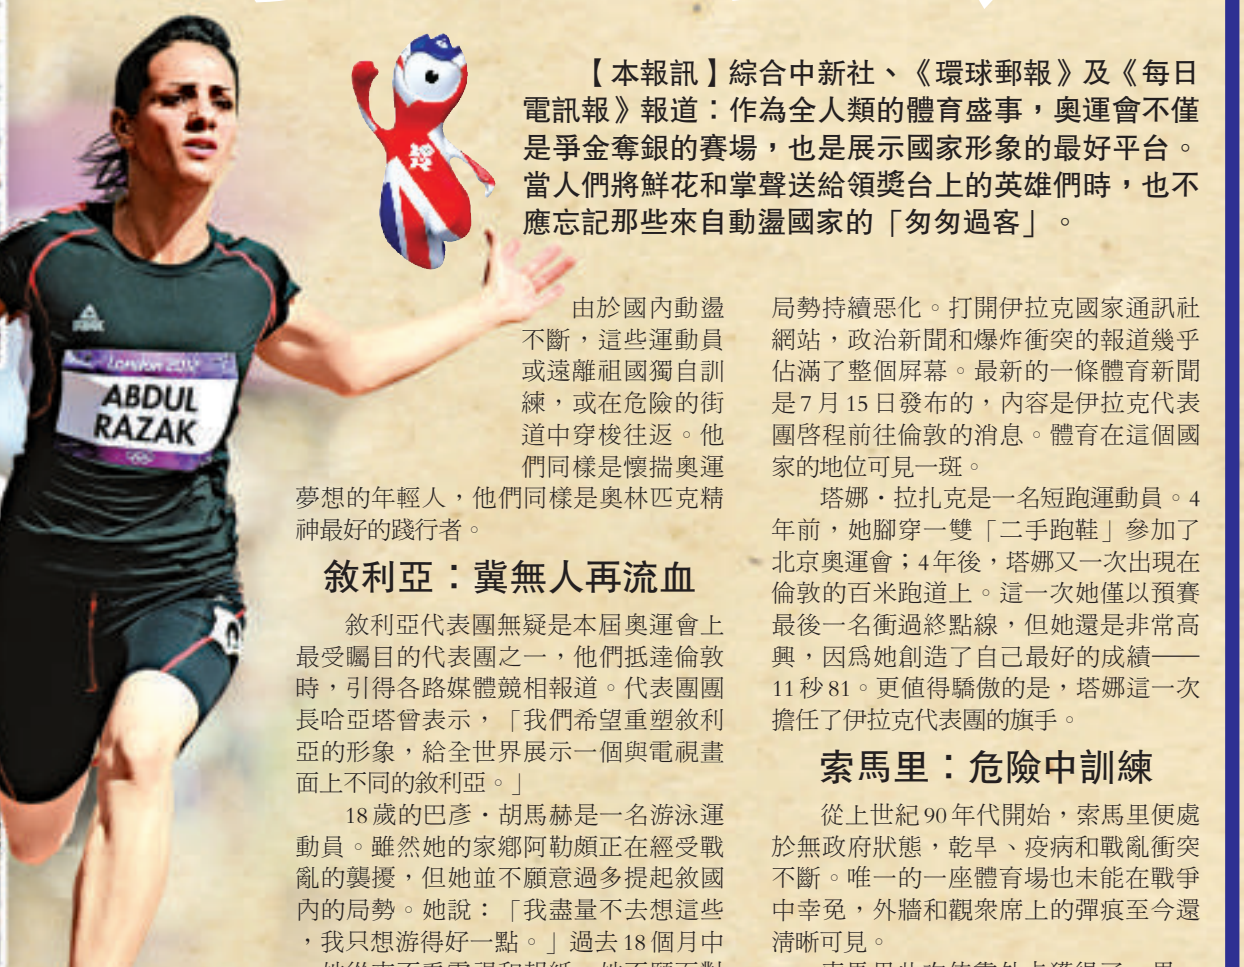 【本報訊】綜合中新社、《環球郵報》及《每日
電訊報》報道：作為全人類的體育盛事，奧運會不僅
是爭金奪銀的賽場，也是展示國家形象的最好平台。
當人們將鮮花和掌聲送給領獎台上的英雄們時，也不
應忘記那些來自動盪國家的「匆匆過客」。
2012
London 2012
ABDUL
RAZAK
由於國內動盪
不斷，這些運動員
或遠離祖國獨自訓
練，或在危險的街
道中穿梭往返。他
們同樣是懷揣奧運
夢想的年輕人，他們同樣是奧林匹克精
神最好的踐行者。
敘利亞：冀無人再流血
敘利亞代表團無疑是本屆奧運會上
最受矚目的代表團之一，他們抵達倫敦
時，引得各路媒體競相報道。代表團團
長哈亞塔曾表示，「我們希望重塑敘利
亞的形象，給全世界展示一個與電視畫
面上不同的敘利亞。」
18歲的巴彥・胡馬赫是一名游泳運
動員。雖然她的家鄉阿勒頗正在經受戰
亂的襲擾，但她並不願意過多提起敘國
內的局勢。她說：「我盡量不去想這些
，我只想游得好一點。」過去18個月中
局勢持續惡化。打開伊拉克國家通訊社
網站，政治新聞和爆炸衝突的報道幾乎
佔滿了整個屏幕。最新的一條體育新聞
是7月15日發布的，內容是伊拉克代表
團啓程前往倫敦的消息。體育在這個國
家的地位可見一斑。
塔娜・拉扎克是一名短跑運動員。4
年前，她腳穿一雙「二手跑鞋」參加了
北京奧運會；4年後，塔娜又一次出現在
倫敦的百米跑道上。這一次她僅以預賽
最後一名衝過終點線，但她還是非常高
興，因爲她創造了自己最好的成績——
11秒81。更值得驕傲的是，塔娜這一次
擔任了伊拉克代表團的旗手。
索馬里：危險中訓練
從上世紀90年代開始，索馬里便處
於無政府狀態，乾旱、疫病和戰亂衝突
不斷。唯一的一座體育場也未能在戰爭
中幸免，外牆和觀衆席上的彈痕至今還
清晰可見。